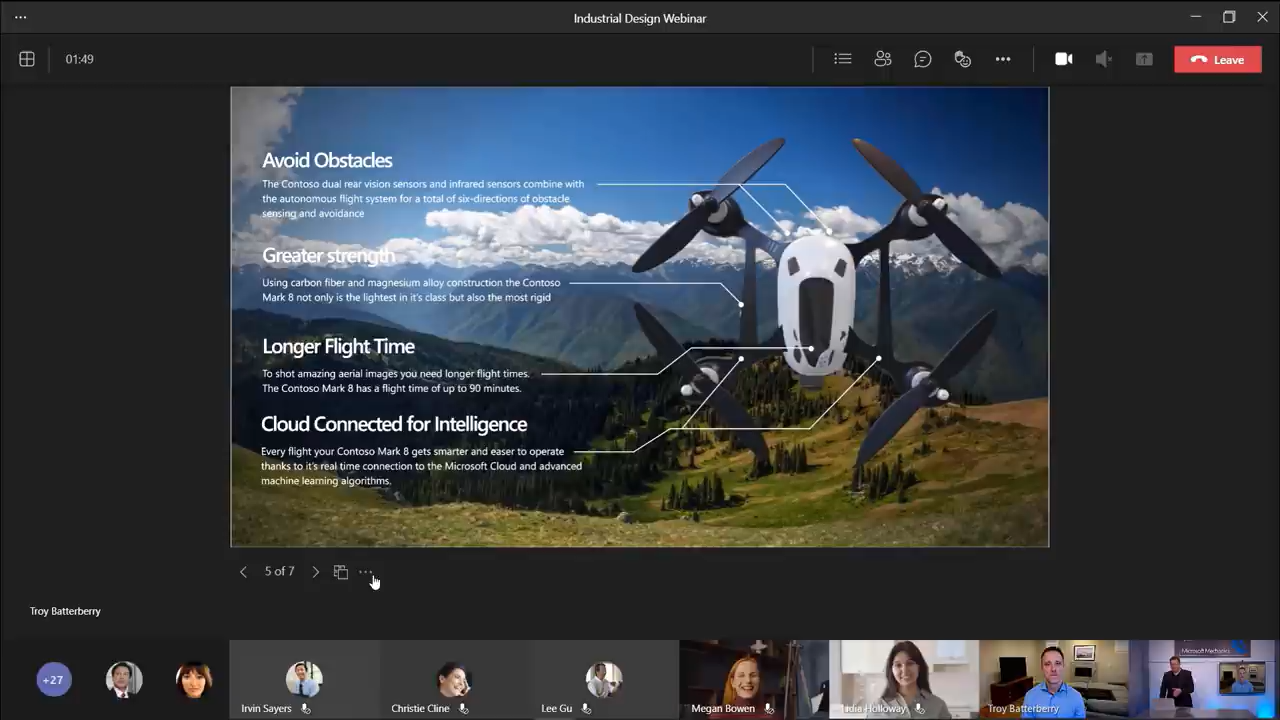 Industrial Design Webinar
01:49
Leave
Avoid Obstacles
The Contoso dual rear vision sensors and infrared sensors combine with
the autonomous flight system for a total of six-directions of obstacle
sensing and avoidance
Greater strength
Using carbon fiber and magnesium alloy construction the Contoso
Mark 8 not only is the lightest in it's class but also the most rigid
Longer Flight Time
To shot amazing aerial images you need longer flight times.
The Contoso Mark 8 has a flight time of up to 90 minutes.
Cloud Connected for Intelligence
Every flight your Contoso Mark 8 gets smarter and easier to operate
thanks to it's real time connection to the Microsoft Cloud and advanced
machine learning algorithms.
5 of 7
Troy Batterberry
+27
Irvin Sayers
Christie Cline
Lee Gu
Megan Bowen
Lidia Holloway
Troy Batterberry
Microsoft Mechanics